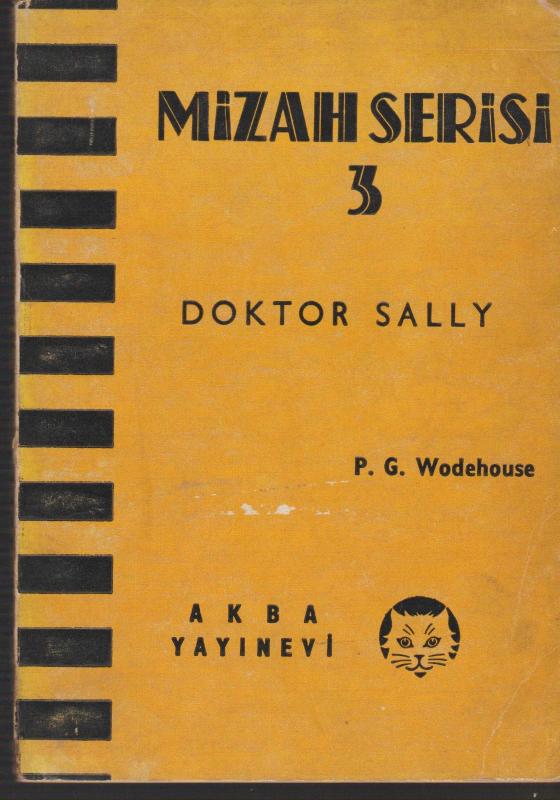 MiZAH SERiSi
3
DOKTOR SALLY
P. G. Wodehouse
AKBA
YAYINEVİ